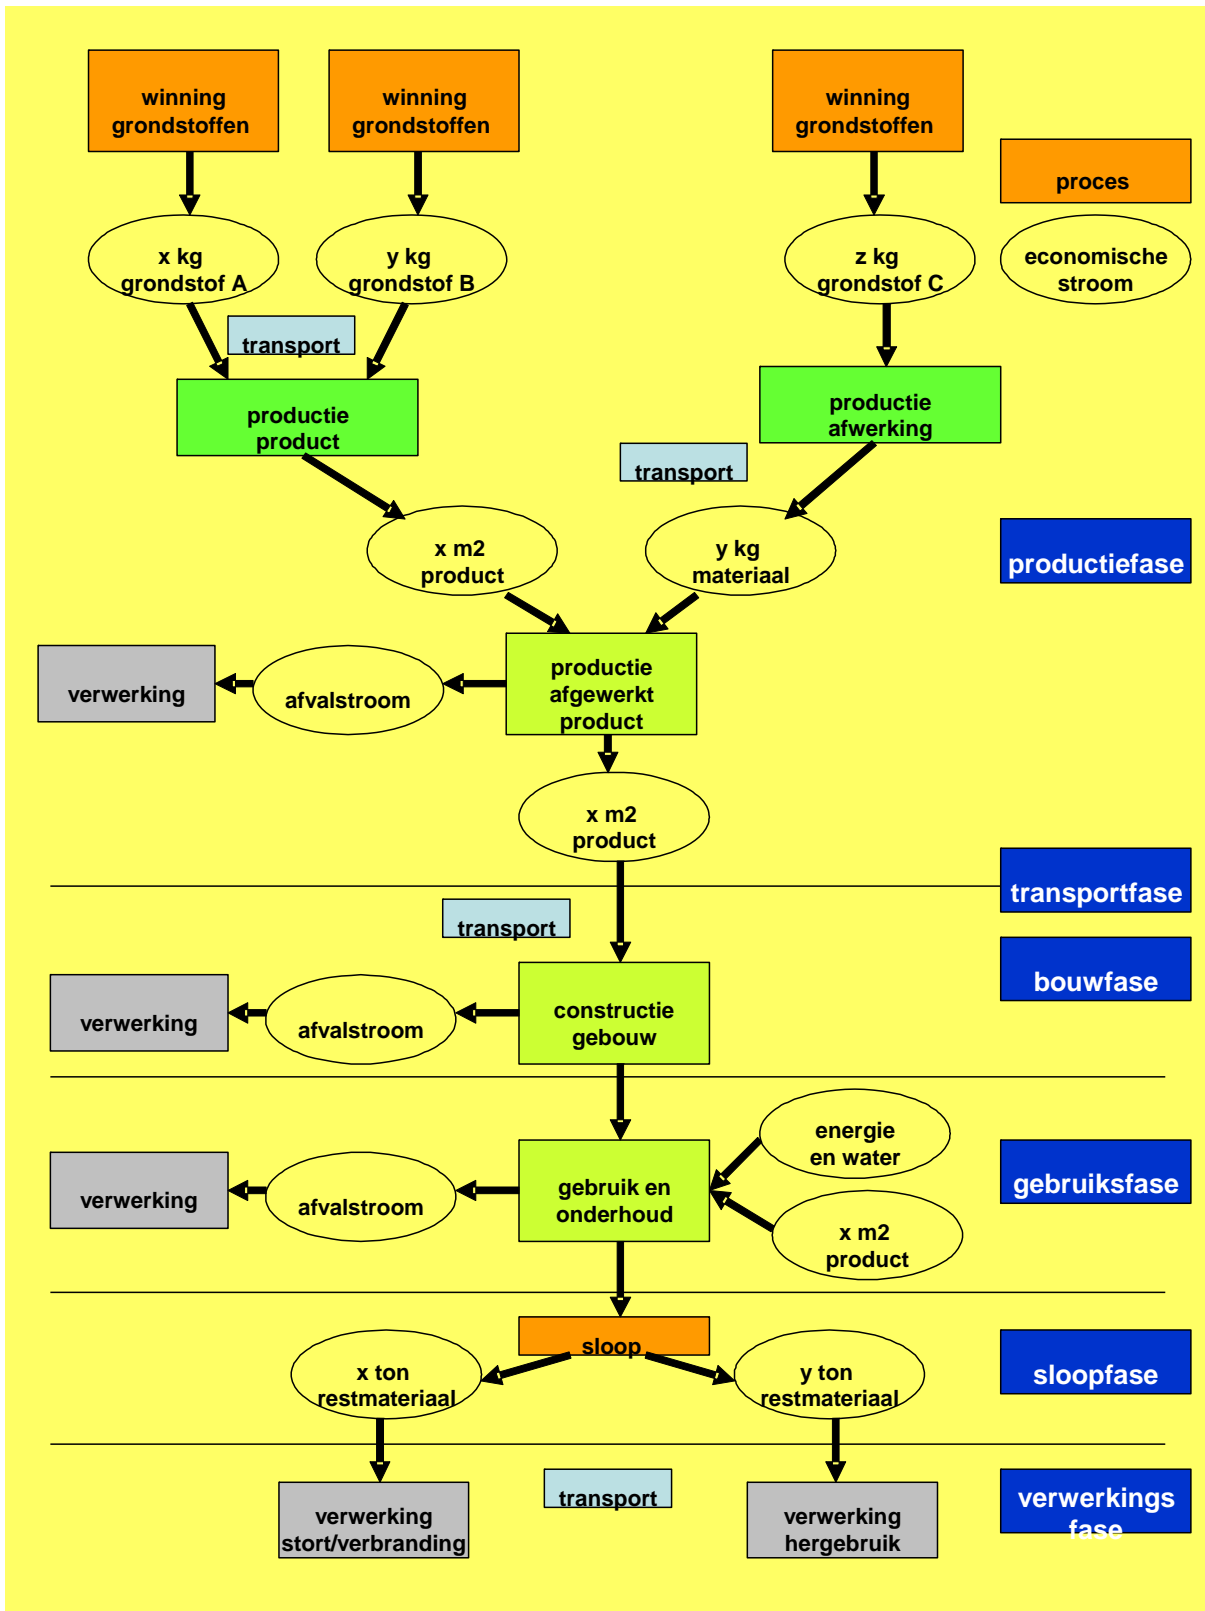 winning
grondstoffen
winning
grondstoffen
winning
grondstoffen
proces
x kg
grondstof A
y kg
grondstof B
z kg
grondstof C
economische
stroom
transport
productie
product
productie
afwerking
transport
x m2
product
y kg
materiaal
productiefase
verwerking
afvalstroom
productie
afgewerkt
product
x m2
product
transportfase
transport
bouwfase
verwerking
afvalstroom
constructie
gebouw
energie
en water
verwerking
afvalstroom
gebruik en
onderhoud
gebruiksfase
x m2
product
sloop
x ton
restmateriaal
y ton
restmateriaal
sloopfase
transport
verwerking
stort/verbranding
verwerking
hergebruik
verwerkings
fase